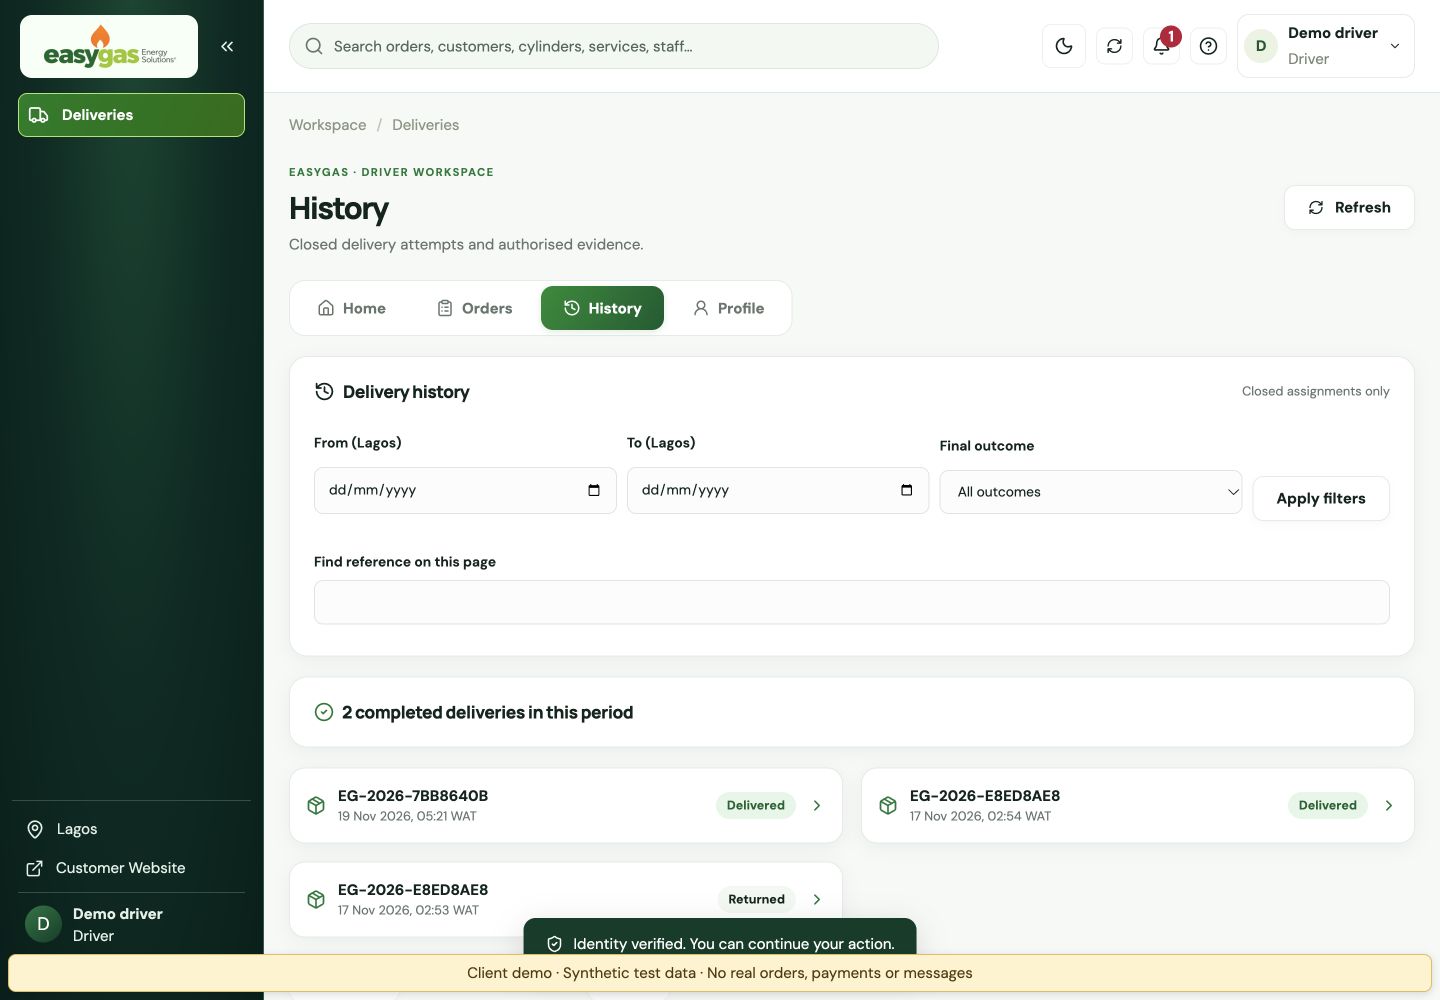 easygas Energy Solutions
Search orders, customers, cylinders, services, staff...
1
D
Demo driver
Driver
Deliveries
Workspace / Deliveries
EASYGAS · DRIVER WORKSPACE
History
Closed delivery attempts and authorised evidence.
Refresh
Home
Orders
History
Profile
Delivery history
Closed assignments only
From (Lagos)
To (Lagos)
Final outcome
dd/mm/yyyy
dd/mm/yyyy
All outcomes
Apply filters
Find reference on this page
2 completed deliveries in this period
EG-2026-7BB8640B
19 Nov 2026, 05:21 WAT
Delivered
EG-2026-E8ED8AE8
17 Nov 2026, 02:54 WAT
Delivered
EG-2026-E8ED8AE8
17 Nov 2026, 02:53 WAT
Returned
Lagos
Customer Website
D
Demo driver
Driver
Identity verified. You can continue your action.
Client demo · Synthetic test data · No real orders, payments or messages